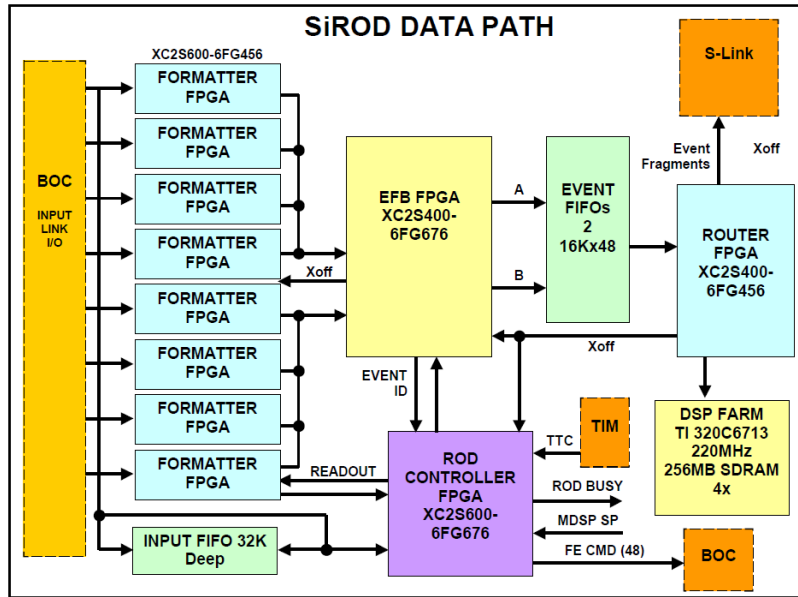 SiROD DATA PATH
XC2S600-6FG456
FORMATTER
FPGA
FORMATTER
FPGA
FORMATTER
FPGA
FORMATTER
FPGA
FORMATTER
FPGA
FORMATTER
FPGA
FORMATTER
FPGA
FORMATTER
FPGA
BOC
INPUT
LINK
I/O
INPUT FIFO 32K
Deep
EFB FPGA
XC2S400-
6FG676
Xoff
EVENT
ID
READOUT
A
B
EVENT
FIFOs
2
16Kx48
S-Link
Event
Fragments
Xoff
ROUTER
FPGA
XC2S400-
6FG456
Xoff
DSP FARM
TI 320C6713
220MHz
256MB SDRAM
4x
ROD
CONTROLLER
FPGA
XC2S600-
6FG676
TIM
TTC
ROD BUSY
MDSP SP
FE CMD (48)
BOC